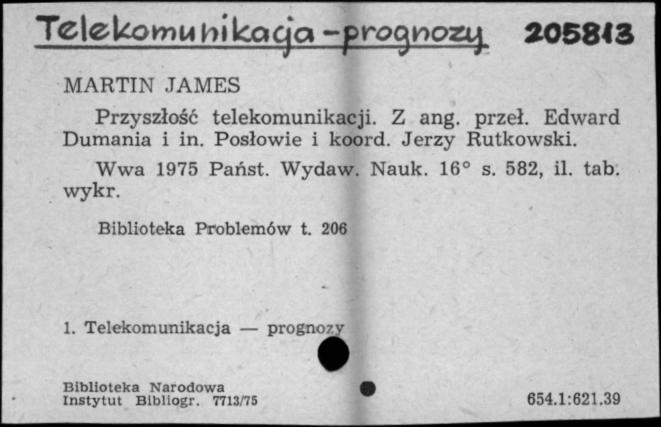 Telekomunikacja - prognozy 205813
MARTIN JAMES
Przyszłość telekomunikacji. Z ang. przeł. Edward
Dumania i in. Posłowie i koord. Jerzy Rutkowski.
Wwa 1975 Państ. Wydaw. Nauk. 16° s. 582, il. tab.
wykr.
Biblioteka Problemów t. 206
1. Telekomunikacja — prognozy
Biblioteka Narodowa
Instytut Bibliogr. 7713/75 654.1:621.39